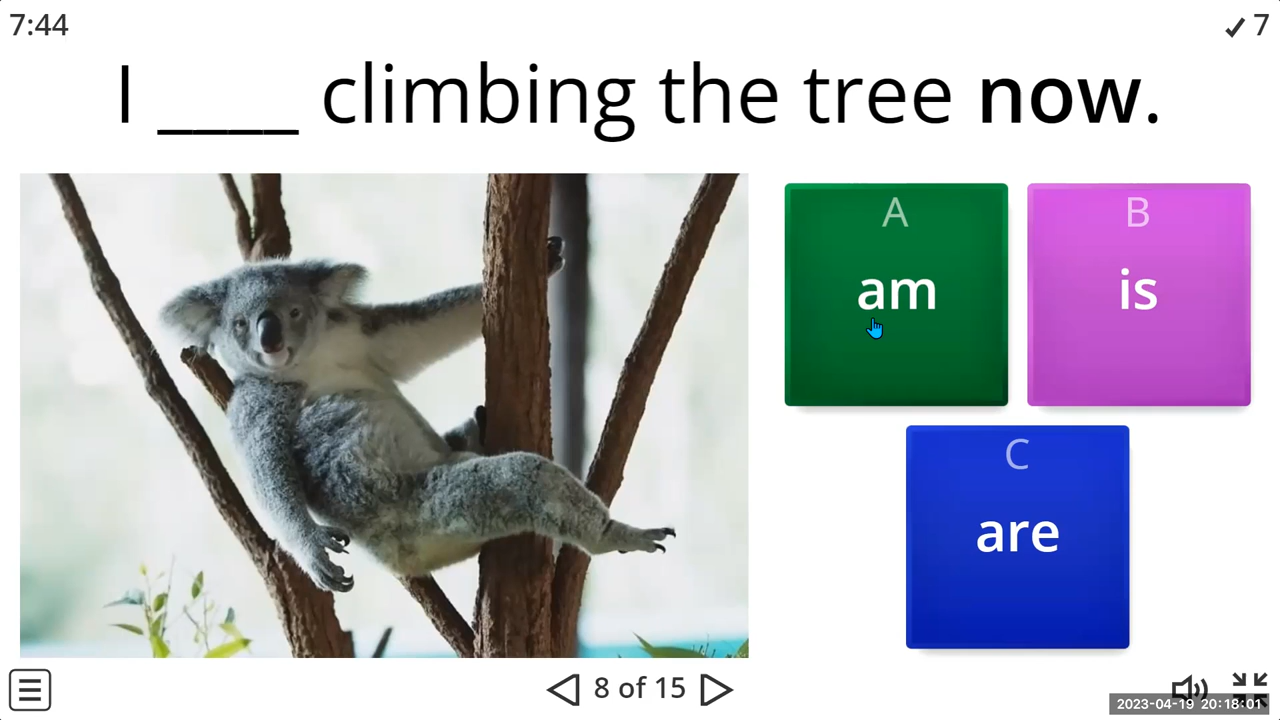 7:44
7
I ____ climbing the tree now.
A
am
B
is
C
are
8 of 15
2023-04-19 20:18:01